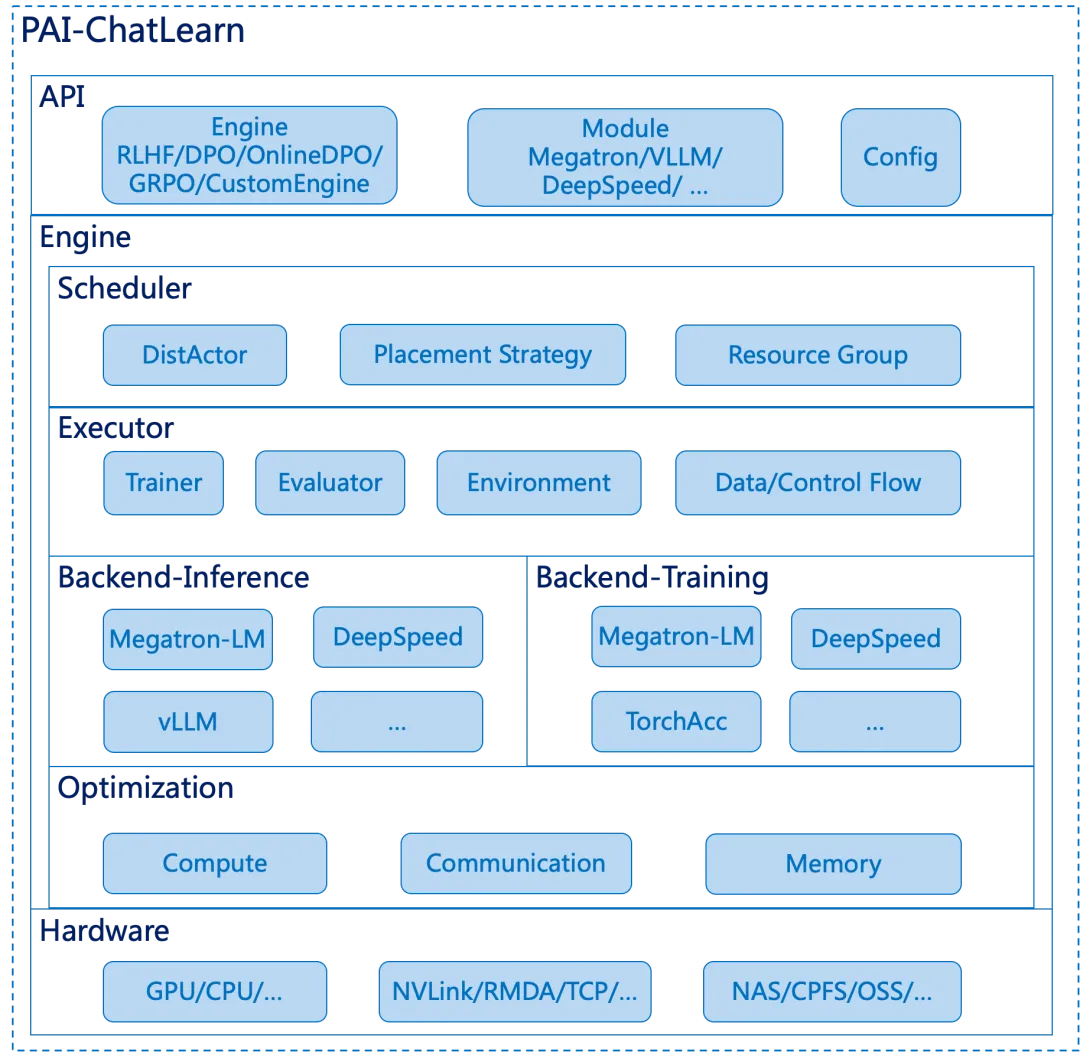 PAI-ChatLearn
API
Engine
RLHF/DPO/OnlineDPO/
GRPO/CustomEngine
Module
Megatron/VLLM/
DeepSpeed/ ...
Config
Engine
Scheduler
DistActor
Placement Strategy
Resource Group
Executor
Trainer
Evaluator
Environment
Data/Control Flow
Backend-Inference
Megatron-LM
DeepSpeed
vLLM
...
Backend-Training
Megatron-LM
DeepSpeed
TorchAcc
...
Optimization
Compute
Communication
Memory
Hardware
GPU/CPU/...
NVLink/RMDA/TCP/...
NAS/CPFS/OSS/...